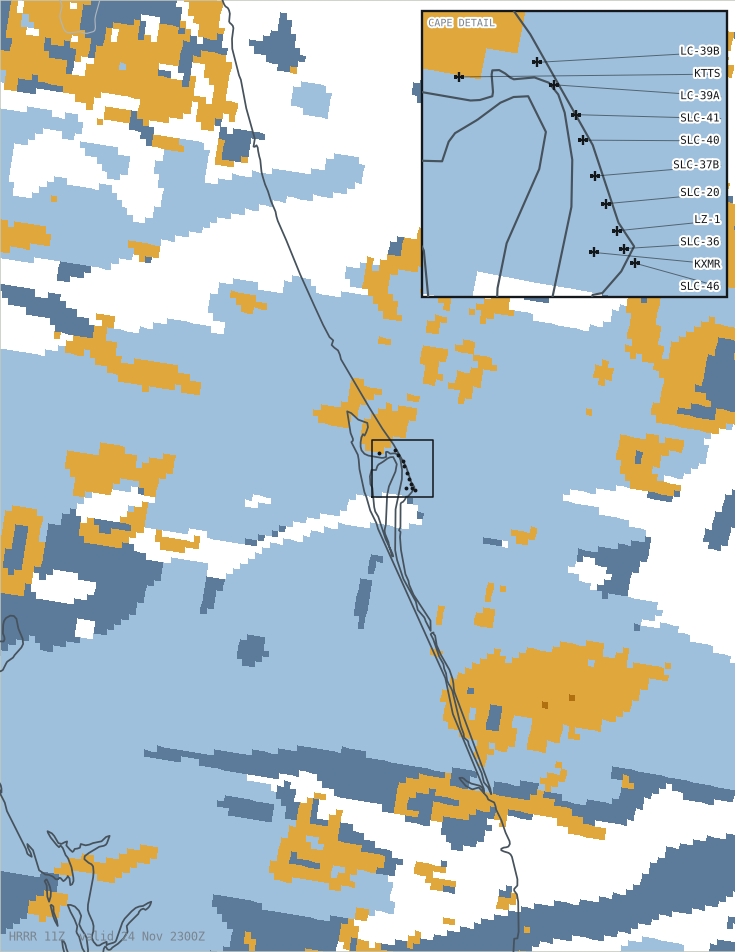 CAPE DETAIL
LC-39B
KTTS
LC-39A
SLC-41
SLC-40
SLC-37B
SLC-20
LZ-1
SLC-36
KXMR
SLC-46
HRRR 11Z valid 24 Nov 2300Z